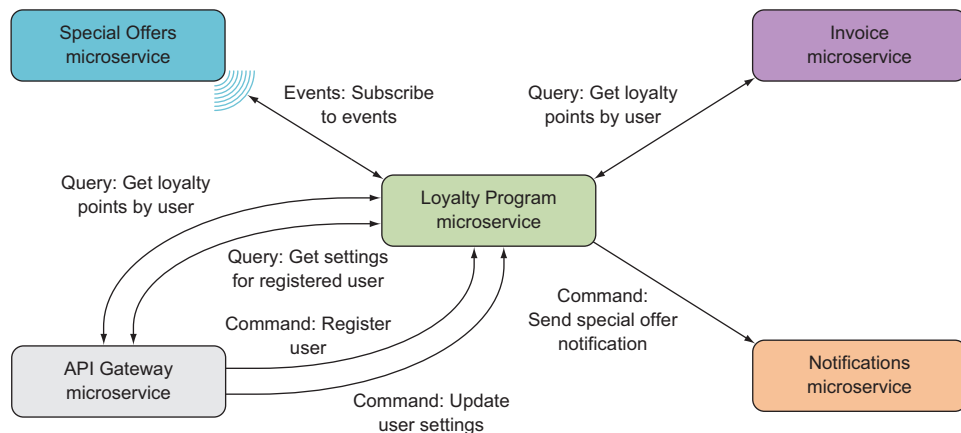 Special Offers
microservice
Invoice
microservice
Events: Subscribe
to events
Query: Get loyalty
points by user
Query: Get loyalty
points by user
Loyalty Program
microservice
Query: Get settings
for registered user
Command: Register
user
Command:
Send special offer
notification
API Gateway
microservice
Notifications
microservice
Command: Update
user settings